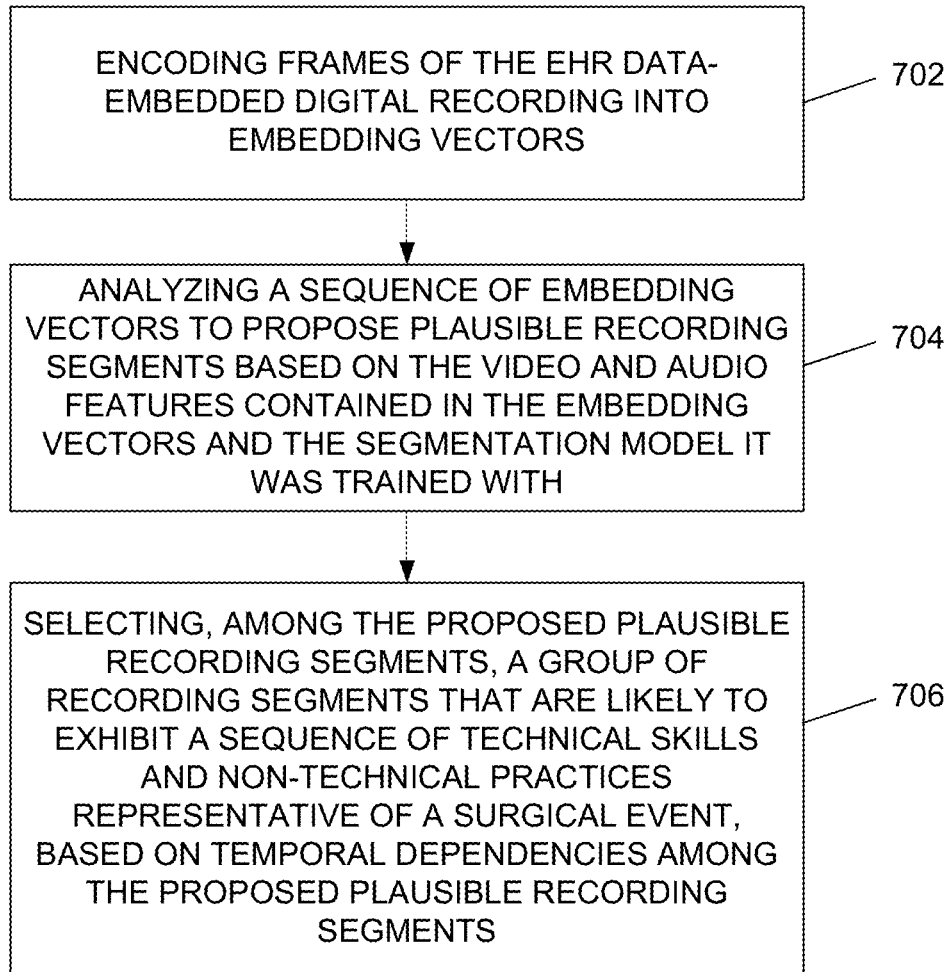 ENCODING FRAMES OF THE EHR DATA-
EMBEDDED DIGITAL RECORDING INTO
EMBEDDING VECTORS
702
ANALYZING A SEQUENCE OF EMBEDDING
VECTORS TO PROPOSE PLAUSIBLE RECORDING
SEGMENTS BASED ON THE VIDEO AND AUDIO
FEATURES CONTAINED IN THE EMBEDDING
VECTORS AND THE SEGMENTATION MODEL IT
WAS TRAINED WITH
704
SELECTING, AMONG THE PROPOSED PLAUSIBLE
RECORDING SEGMENTS, A GROUP OF
RECORDING SEGMENTS THAT ARE LIKELY TO
EXHIBIT A SEQUENCE OF TECHNICAL SKILLS
AND NON-TECHNICAL PRACTICES
REPRESENTATIVE OF A SURGICAL EVENT,
BASED ON TEMPORAL DEPENDENCIES AMONG
THE PROPOSED PLAUSIBLE RECORDING
SEGMENTS
706